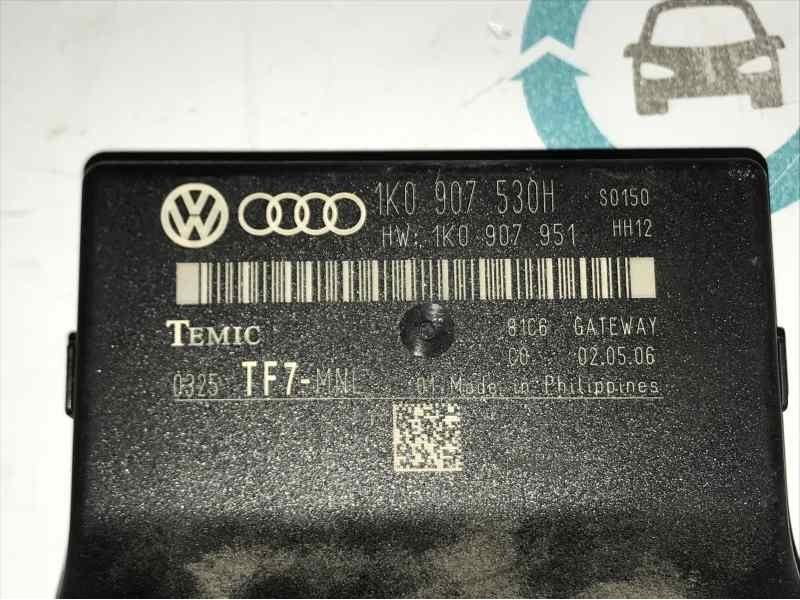 1K0 907 530H S0150
HW: 1K0 907 951 HH12
TEMIC 81C6 GATEWAY
C0 02.05.06
0325 TF7-MNL 01 Made in Philippines